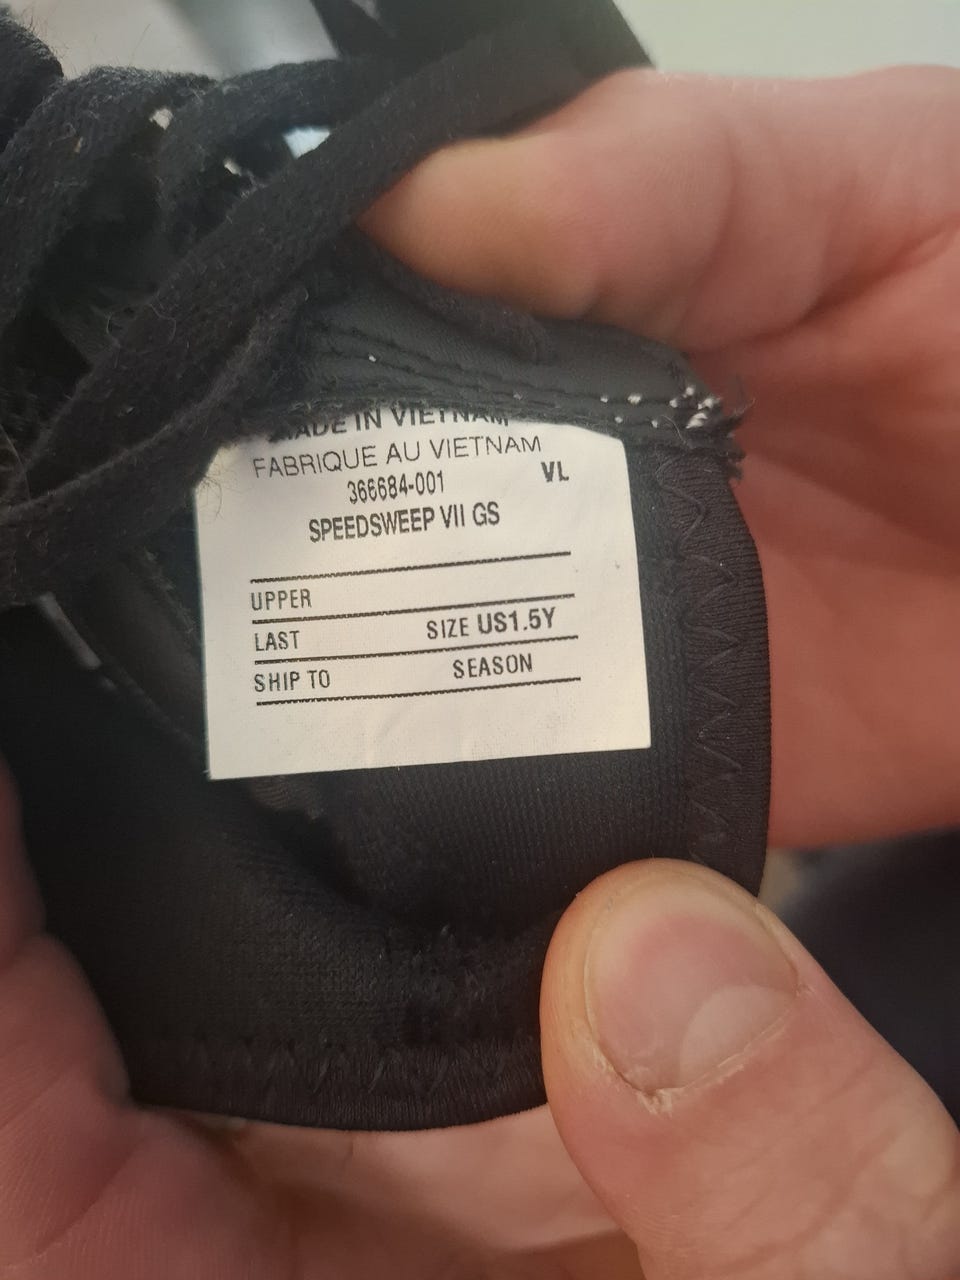 MADE IN VIETNAM
FABRIQUE AU VIETNAM
366684-001 VL
SPEEDSWEEP VII GS
UPPER
LAST SIZE US1.5Y
SHIP TO SEASON